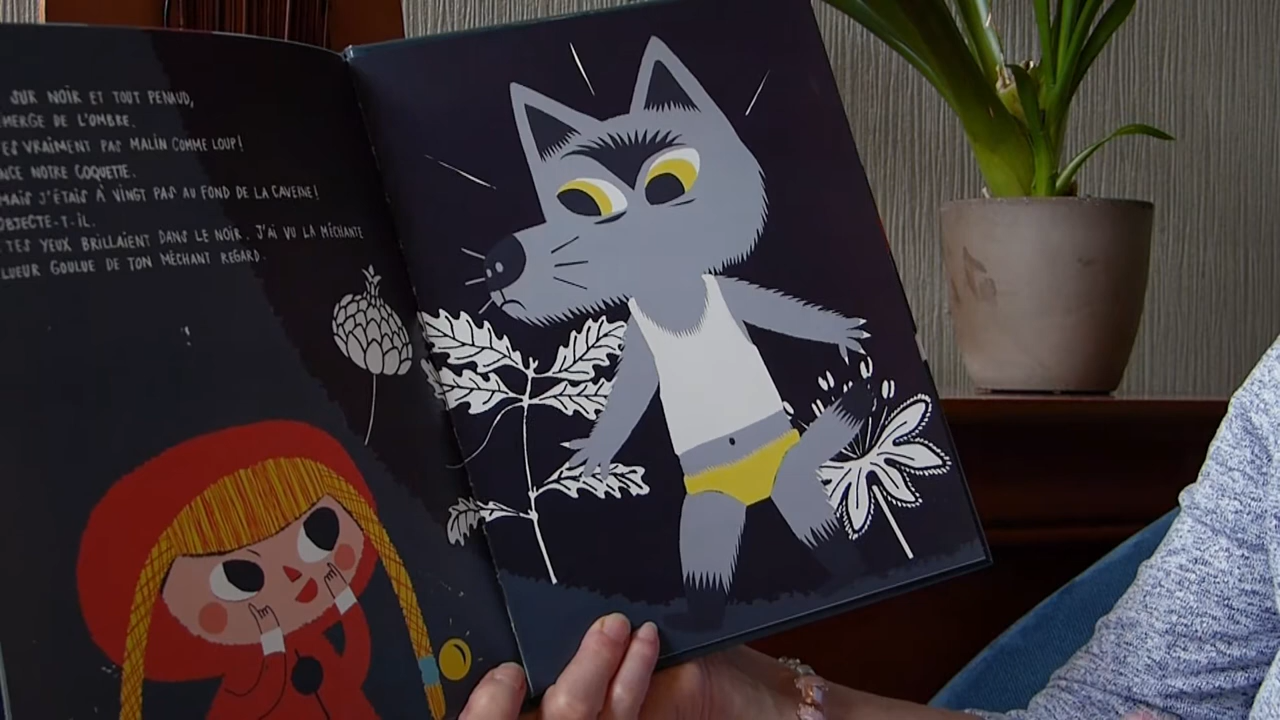 SUR NOIR ET TOUT PENAUD,
ÉMERGE DE L'OMBRE.
ES VRAIMENT PAS MALIN COMME LOUP!
NCE NOTRE COQUETTE.
MAIS J'ÉTAIS À VINGT PAS AU FOND DE LA CAVERNE!
OBJECTE-T-IL.
TES YEUX BRILLAIENT DANS LE NOIR. J'AI VU LA MÉCHANTE
LUEUR GOULUE DE TON MÉCHANT REGARD.